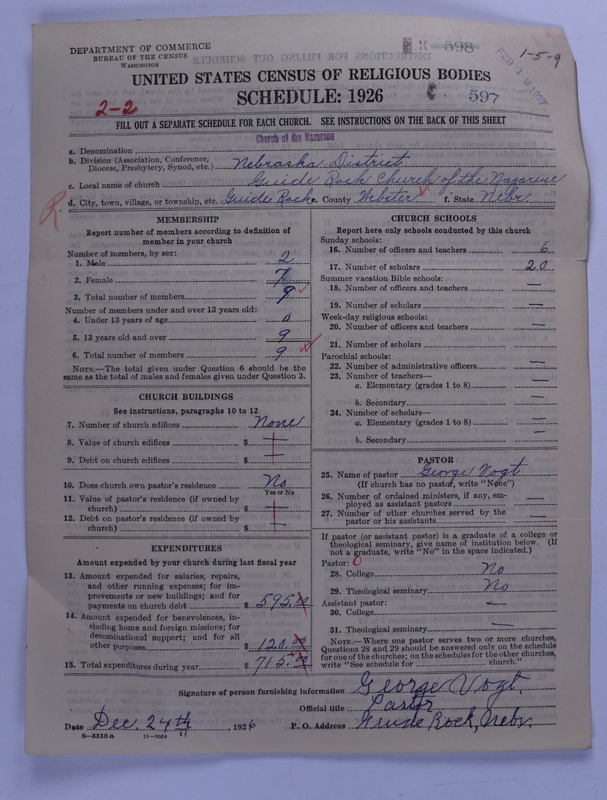 DEPARTMENT OF COMMERCE
BUREAU OF THE CENSUS
WASHINGTON
598
597
1-5-9
UNITED STATES CENSUS OF RELIGIOUS BODIES
SCHEDULE: 1926
2-2
FILL OUT A SEPARATE SCHEDULE FOR EACH CHURCH. SEE INSTRUCTIONS ON THE BACK OF THIS SHEET
Church of the Nazarene
a. Denomination
b. Division (Association, Conference, Diocese, Presbytery, Synod, etc.) Nebraska District
c. Local name of church Guide Rock Church of the Nazarene
d. City, town, village, or township, etc. Guide Rock e. County Webster f. State Nebr.
R.
MEMBERSHIP
Report number of members according to definition of
member in your church
Number of members, by sex:
1. Male 2
2. Female 7
3. Total number of members 9
Number of members under and over 13 years old:
4. Under 13 years of age 0
5. 13 years old and over 9
6. Total number of members 9
NOTE.—The total given under Question 6 should be the
same as the total of males and females given under Question 3.
CHURCH BUILDINGS
See instructions, paragraphs 10 to 12
7. Number of church edifices None
8. Value of church edifices $ —
9. Debt on church edifices $ —
10. Does church own pastor's residence? No
Yes or No
11. Value of pastor's residence (if owned by
church) $ —
12. Debt on pastor's residence (if owned by
church) $ —
EXPENDITURES
Amount expended by your church during last fiscal year
13. Amount expended for salaries, repairs,
and other running expenses; for im-
provements or new buildings; and for
payments on church debt $ 595.00
14. Amount expended for benevolences, in-
cluding home and foreign missions; for
denominational support; and for all
other purposes $ 120.00
15. Total expenditures during year $ 715.00
CHURCH SCHOOLS
Report here only schools conducted by this church
Sunday schools:
16. Number of officers and teachers 6
17. Number of scholars 20
Summer vacation Bible schools:
18. Number of officers and teachers —
19. Number of scholars —
Week-day religious schools:
20. Number of officers and teachers —
21. Number of scholars —
Parochial schools:
22. Number of administrative officers —
23. Number of teachers—
a. Elementary (grades 1 to 8) —
b. Secondary —
24. Number of scholars—
a. Elementary (grades 1 to 8) —
b. Secondary —
PASTOR
25. Name of pastor George Vogt
(If church has no pastor, write "None")
26. Number of ordained ministers, if any, em-
ployed as assistant pastors —
27. Number of other churches served by the
pastor or his assistants —
If pastor (or assistant pastor) is a graduate of a college or
theological seminary, give name of institution below. (If
not a graduate, write "No" in the space indicated.)
Pastor: 0
28. College No
29. Theological seminary No
Assistant pastor:
30. College —
31. Theological seminary —
NOTE.—Where one pastor serves two or more churches,
Questions 28 and 29 should be answered only on the schedule
for one of the churches; on the schedules for the other churches,
write "See schedule for church."
Signature of person furnishing information George Vogt.
Official title Pastor
Date Dec. 24th, 1926 P. O. Address Guide Rock, Nebr.
8-5513a 11-9034